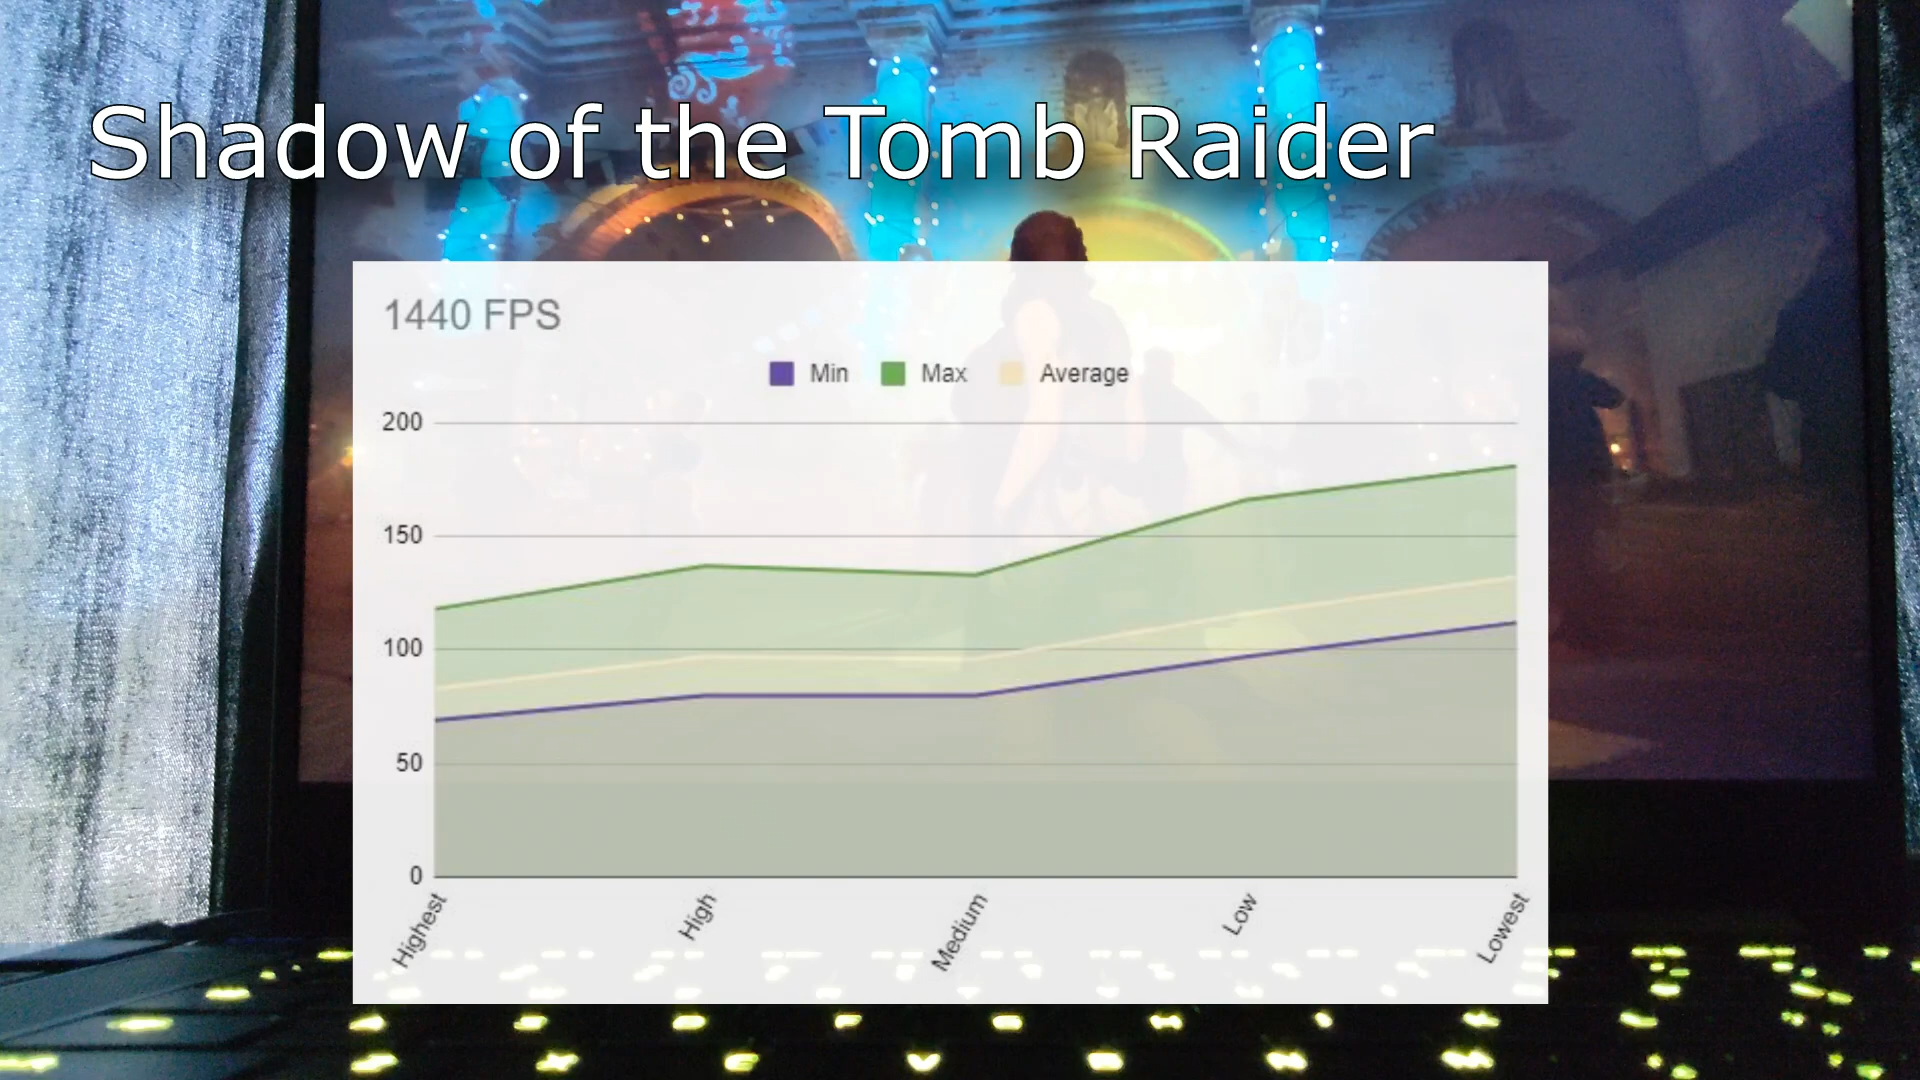 Shadow of the Tomb Raider
1440 FPS
Min Max Average
200
150
100
50
0
Highest High Medium Low Lowest